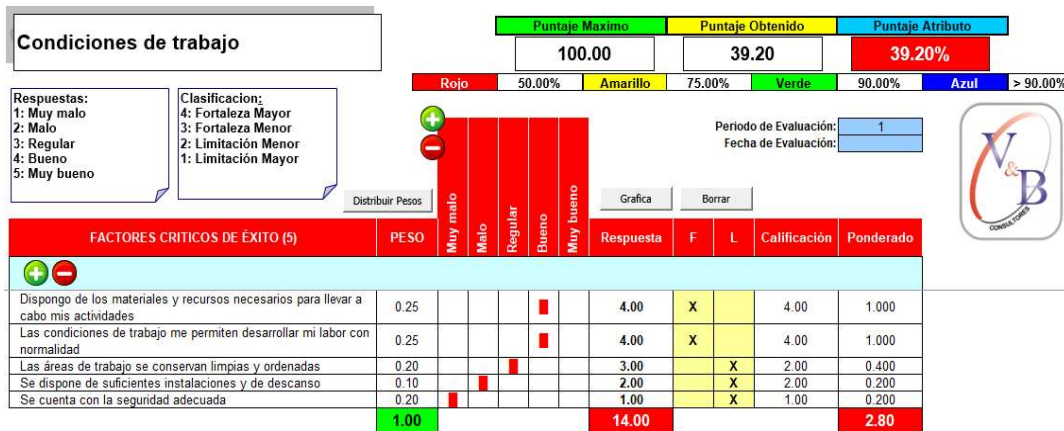 Condiciones de trabajo
Puntaje Maximo Puntaje Obtenido Puntaje Atributo
100.00 39.20 39.20%
Rojo 50.00% Amarillo 75.00% Verde 90.00% Azul > 90.00%
Respuestas:
1: Muy malo
2: Malo
3: Regular
4: Bueno
5: Muy bueno
Clasificacion:
4: Fortaleza Mayor
3: Fortaleza Menor
2: Limitación Menor
1: Limitación Mayor
Periodo de Evaluación: 1
Fecha de Evaluación:
Distribuir Pesos
Grafica Borrar
V&B
CONSULTORES
FACTORES CRITICOS DE ÉXITO (5) PESO Muy malo Malo Regular Bueno Muy bueno Respuesta F L Calificación Ponderado
Dispongo de los materiales y recursos necesarios para llevar a
cabo mis actividades
0.25 4.00 X 4.00 1.000
Las condiciones de trabajo me permiten desarrollar mi labor con
normalidad
0.25 4.00 X 4.00 1.000
Las áreas de trabajo se conservan limpias y ordenadas 0.20 3.00 X 2.00 0.400
Se dispone de suficientes instalaciones y de descanso 0.10 2.00 X 2.00 0.200
Se cuenta con la seguridad adecuada 0.20 1.00 X 1.00 0.200
1.00 14.00 2.80